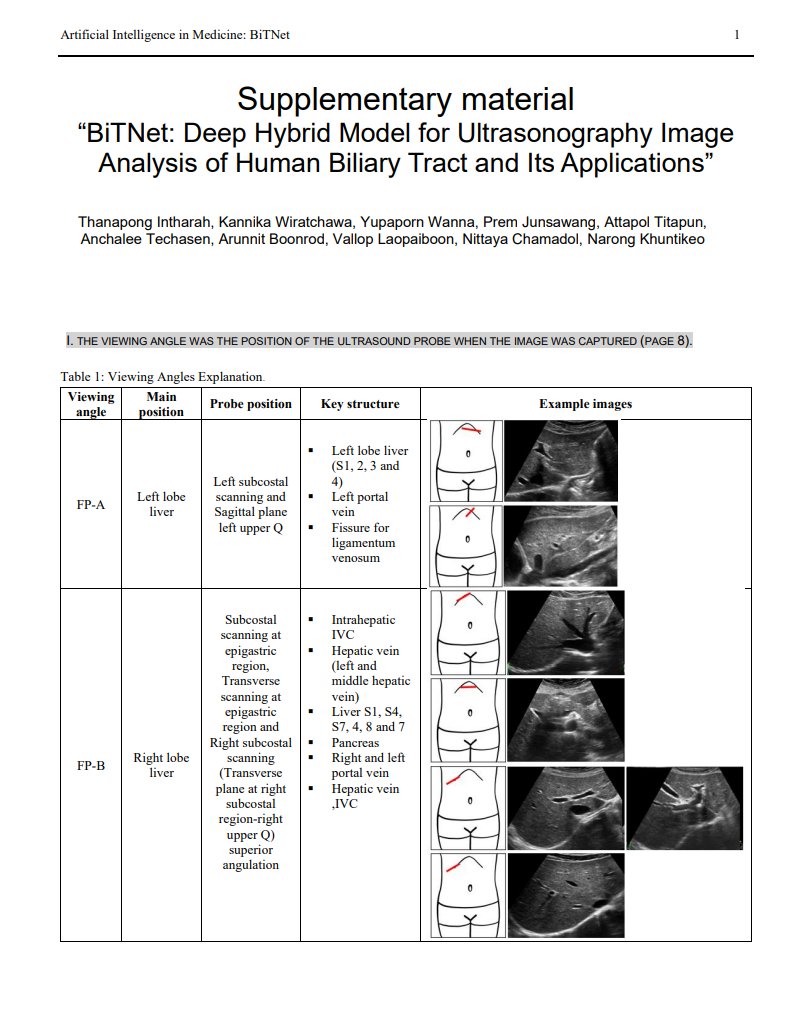 Artificial Intelligence in Medicine: BiTNet 1
Supplementary material
“BiTNet: Deep Hybrid Model for Ultrasonography Image
Analysis of Human Biliary Tract and Its Applications”
Thanapong Intharah, Kannika Wiratchawa, Yupaporn Wanna, Prem Junsawang, Attapol Titapun,
Anchalee Techasen, Arunnit Boonrod, Vallop Laopaiboon, Nittaya Chamadol, Narong Khuntikeo
I. THE VIEWING ANGLE WAS THE POSITION OF THE ULTRASOUND PROBE WHEN THE IMAGE WAS CAPTURED (PAGE 8).
Table 1: Viewing Angles Explanation.
Viewing
angle
Main
position
Probe position
Key structure
Example images
FP-A
Left lobe
liver
Left subcostal
scanning and
Sagittal plane
left upper Q
▪ Left lobe liver
(S1, 2, 3 and
4)
▪ Left portal
vein
▪ Fissure for
ligamentum
venosum
FP-B
Right lobe
liver
Subcostal
scanning at
epigastric
region,
Transverse
scanning at
epigastric
region and
Right subcostal
scanning
(Transverse
plane at right
subcostal
region-right
upper Q)
superior
angulation
▪ Intrahepatic
IVC
▪ Hepatic vein
(left and
middle hepatic
vein)
▪ Liver S1, S4,
S7, 4, 8 and 7
▪ Pancreas
▪ Right and left
portal vein
▪ Hepatic vein
,IVC